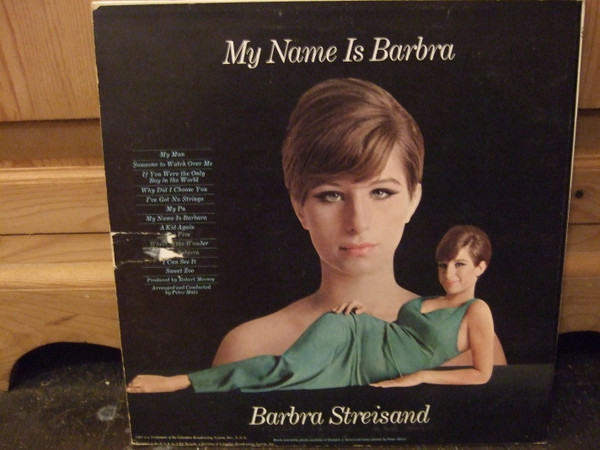 My Name Is Barbra
My Man
Someone to Watch Over Me
If You Were the Only
Boy in the World
Why Did I Choose You
I've Got No Strings
My Pa
My Name Is Barbara
A Kid Again
Five
Where Is the Wonder
I Can See It
Sweet Zoo
Produced by Robert Mersey
Arranged and Conducted
by Peter Matz
Barbra Streisand